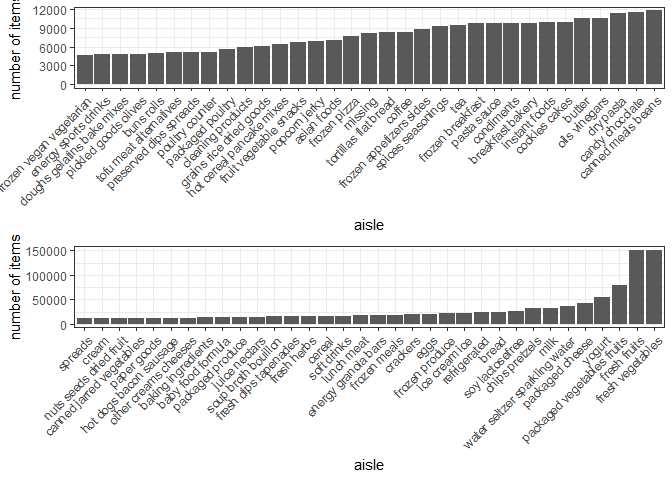 number of items
12000
9000
6000
3000
0
frozen vegan vegetarian
energy sports drinks
doughs gelatins bake mixes
pickled goods olives
buns rolls
tofu meat alternatives
preserved dips spreads
poultry counter
packaged poultry
cleaning products
grains rice dried goods
hot cereal pancake mixes
fruit vegetable snacks
popcorn jerky
asian foods
frozen pizza
missing
tortillas flat bread
coffee
frozen appetizers sides
spices seasonings
tea
frozen breakfast
pasta sauce
condiments
breakfast bakery
instant foods
cookies cakes
butter
oils vinegars
dry pasta
candy chocolate
canned meals beans
aisle
number of items
150000
100000
50000
0
spreads
cream
nuts seeds dried fruit
canned jarred vegetables
paper goods
hot dogs bacon sausage
other creams cheeses
baking ingredients
baby food formula
packaged produce
juice nectars
soup broth bouillon
fresh dips tapenades
fresh herbs
cereal
soft drinks
lunch meat
energy granola bars
frozen meals
crackers
eggs
frozen produce
ice cream ice
refrigerated
bread
soy lactosefree
chips pretzels
milk
water seltzer sparkling water
packaged cheese
yogurt
packaged vegetables fruits
fresh fruits
fresh vegetables
aisle